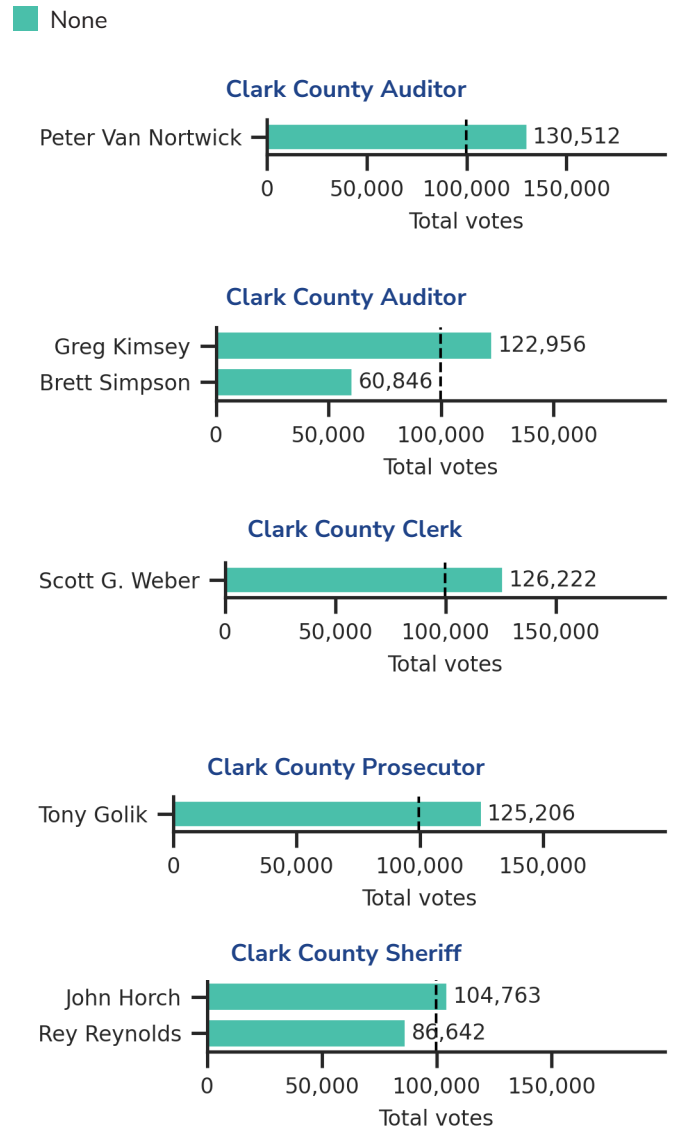 None
Clark County Auditor
Peter Van Nortwick 130,512
0 50,000 100,000 150,000
Total votes
Clark County Auditor
Greg Kimsey 122,956
Brett Simpson 60,846
0 50,000 100,000 150,000
Total votes
Clark County Clerk
Scott G. Weber 126,222
0 50,000 100,000 150,000
Total votes
Clark County Prosecutor
Tony Golik 125,206
0 50,000 100,000 150,000
Total votes
Clark County Sheriff
John Horch 104,763
Rey Reynolds 86,642
0 50,000 100,000 150,000
Total votes